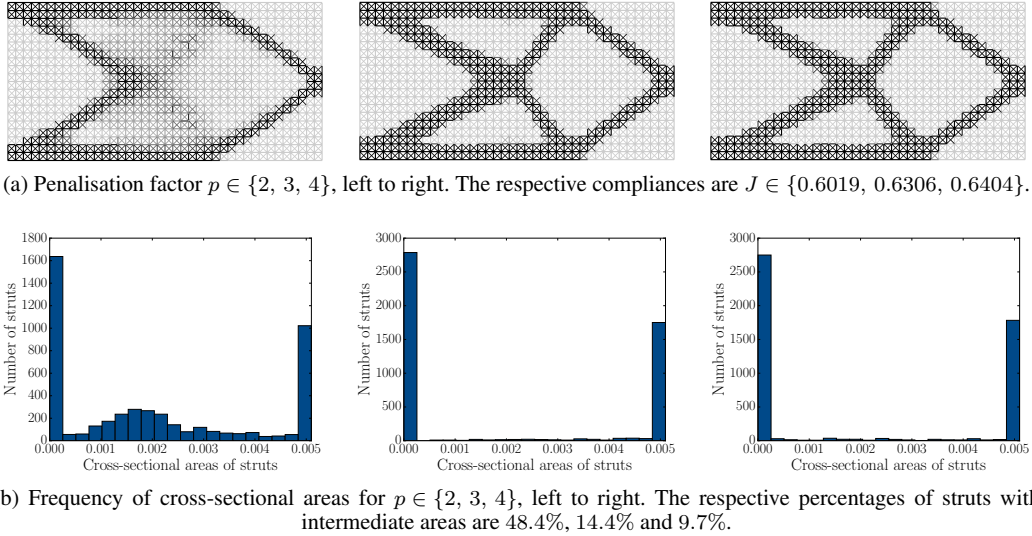 (a) Penalisation factor p ∈ {2, 3, 4}, left to right. The respective compliances are J ∈ {0.6019, 0.6306, 0.6404}.
1800
1600
1400
1200
1000
800
600
400
200
0
Number of struts
0.000 0.001 0.002 0.003 0.004 0.005
Cross-sectional areas of struts
3000
2500
2000
1500
1000
500
0
Number of struts
0.000 0.001 0.002 0.003 0.004 0.005
Cross-sectional areas of struts
3000
2500
2000
1500
1000
500
0
Number of struts
0.000 0.001 0.002 0.003 0.004 0.005
Cross-sectional areas of struts
b) Frequency of cross-sectional areas for p ∈ {2, 3, 4}, left to right. The respective percentages of struts with
intermediate areas are 48.4%, 14.4% and 9.7%.